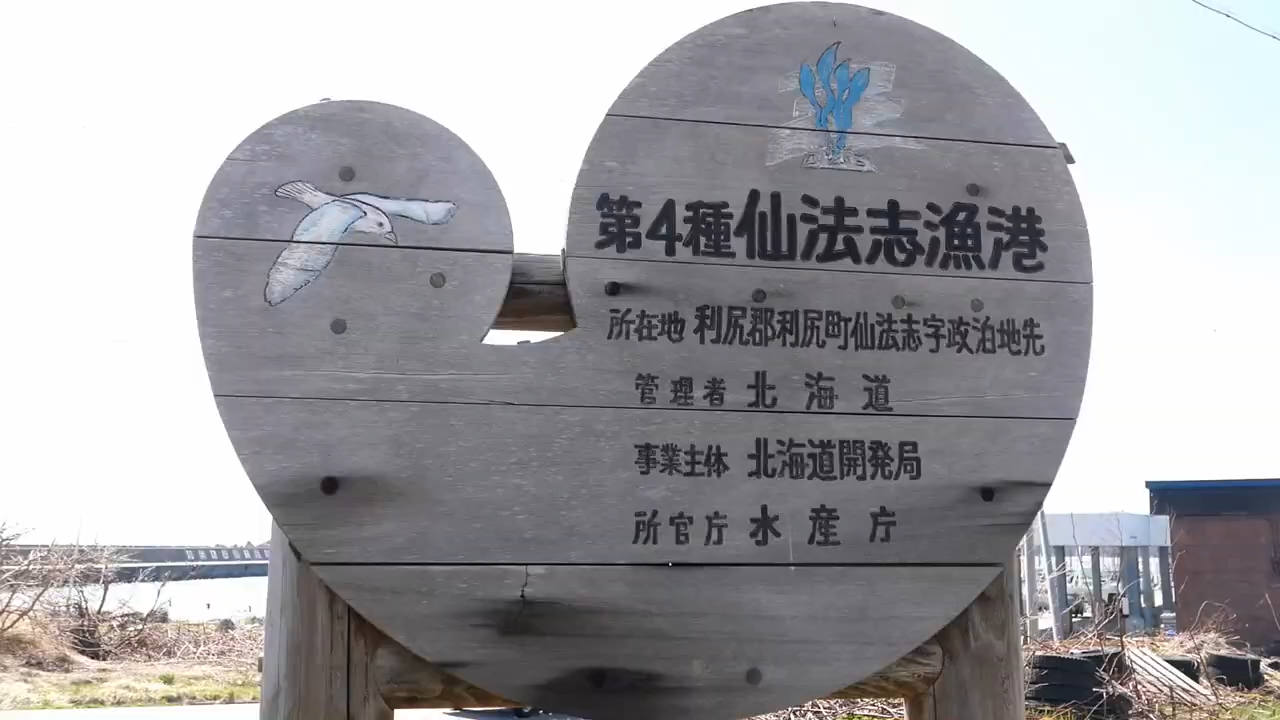 第4種仙法志漁港
所在地 利尻郡利尻町仙法志字政泊地先
管理者 北海道
事業主体 北海道開発局
所官庁 水産庁